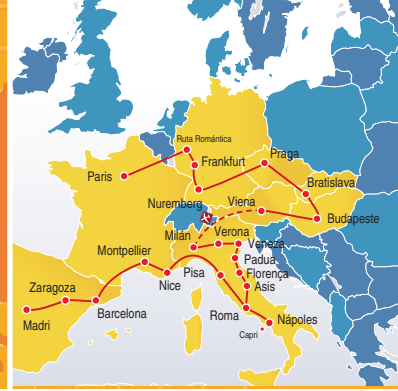 Ruta Romántica
Praga
Frankfurt
Paris
Bratislava
Nuremberg
Viena
Budapeste
Milán
Verona
Veneza
Montpellier
Padua
Pisa
Florença
Nice
Asis
Zaragoza
Barcelona
Madri
Roma
Nápoles
Capri